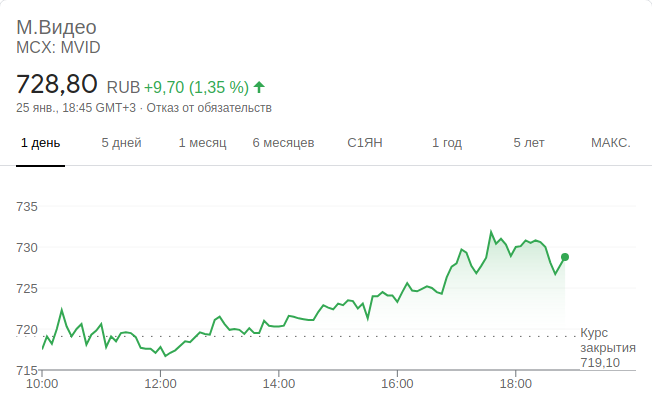 М.Видео
MCX: MVID
728,80 RUB +9,70 (1,35 %)
25 янв., 18:45 GMT+3 · Отказ от обязательств
1 день 5 дней 1 месяц 6 месяцев С1ЯН 1 год 5 лет МАКС.
735
730
725
720
715
Курс
закрытия
719,10
10:00 12:00 14:00 16:00 18:00